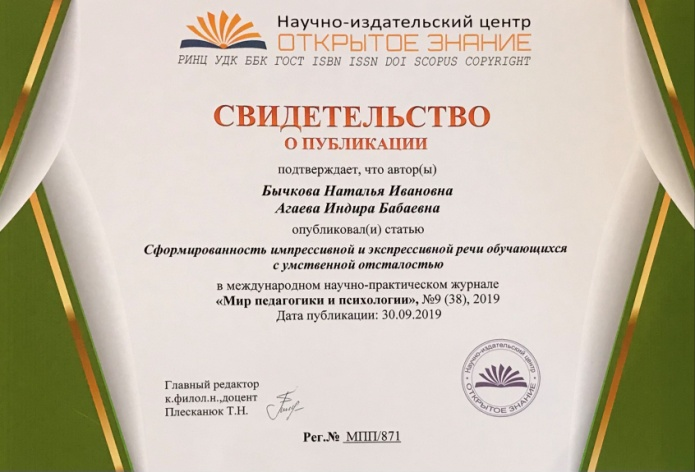 Научно-издательский центр
ОТКРЫТОЕ ЗНАНИЕ
РИНЦ УДК ББК ГОСТ ISBN ISSN DOI SCOPUS COPYRIGHT
СВИДЕТЕЛЬСТВО
О ПУБЛИКАЦИИ
подтверждает, что автор(ы)
Бычкова Наталья Ивановна
Агаева Индира Бабаевна
опубликовал(и) статью
Сформированность импрессивной и экспрессивной речи обучающихся
с умственной отсталостью
в международном научно-практическом журнале
«Мир педагогики и психологии», №9 (38), 2019
Дата публикации: 30.09.2019
Главный редактор
к.филол.н.,доцент
Плесканюк Т.Н.
Научно-издательский центр
ОТКРЫТОЕ ЗНАНИЕ
Рег.№ МПП/871